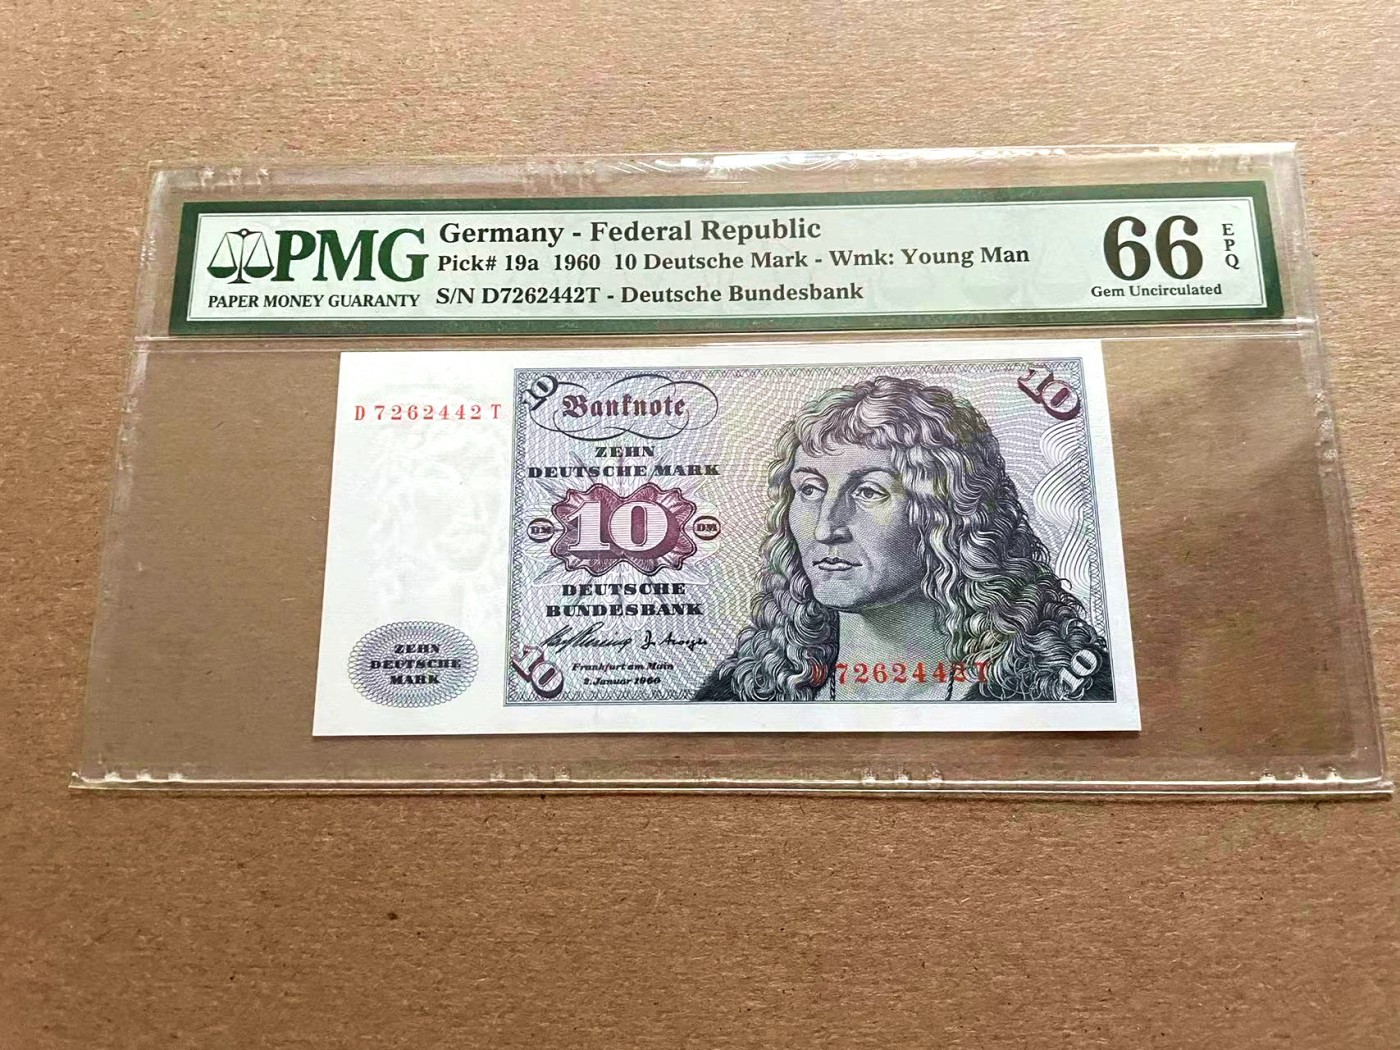 PMG
PAPER MONEY GUARANTY
Germany - Federal Republic
Pick# 19a 1960 10 Deutsche Mark - Wmk: Young Man
S/N D7262442T - Deutsche Bundesbank
66
EPQ
Gem Uncirculated
D7262442T
10
Banknote
10
ZEHN
DEUTSCHE MARK
DM
10
DM
DEUTSCHE
BUNDESBANK
Frankfurt am Main
2. Januar 1960
10
D7262442T
10
ZEHN
DEUTSCHE
MARK